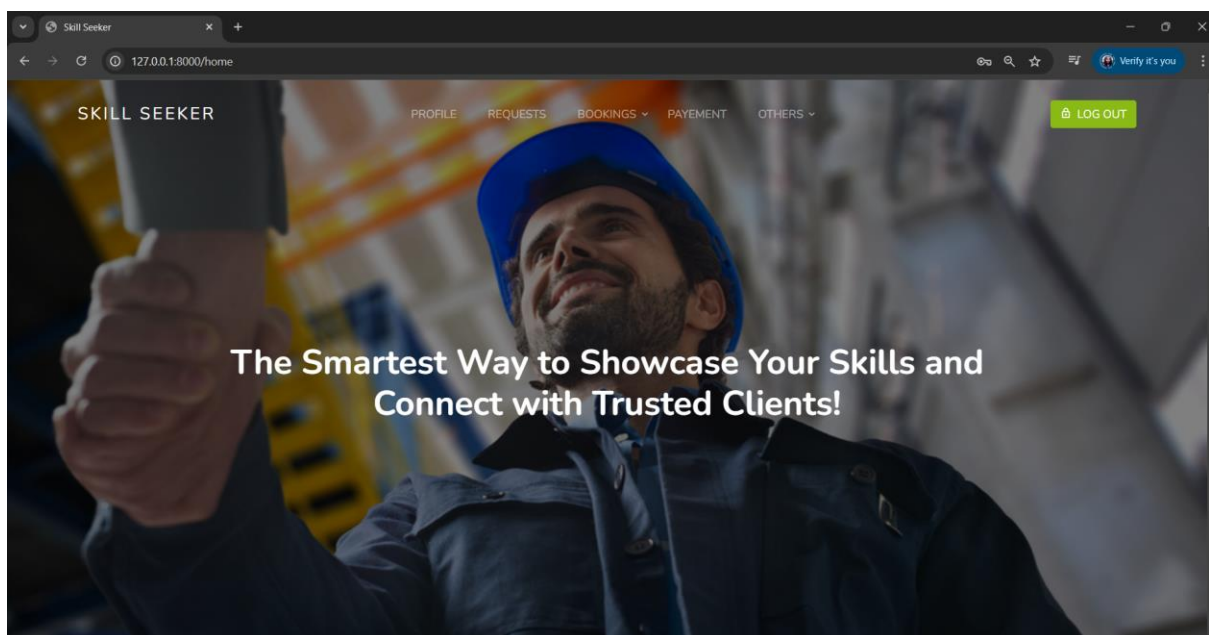 Skill Seeker
127.0.0.1:8000/home
Verify it's you
SKILL SEEKER
PROFILE REQUESTS BOOKINGS PAYEMENT OTHERS
LOG OUT
The Smartest Way to Showcase Your Skills and
Connect with Trusted Clients!